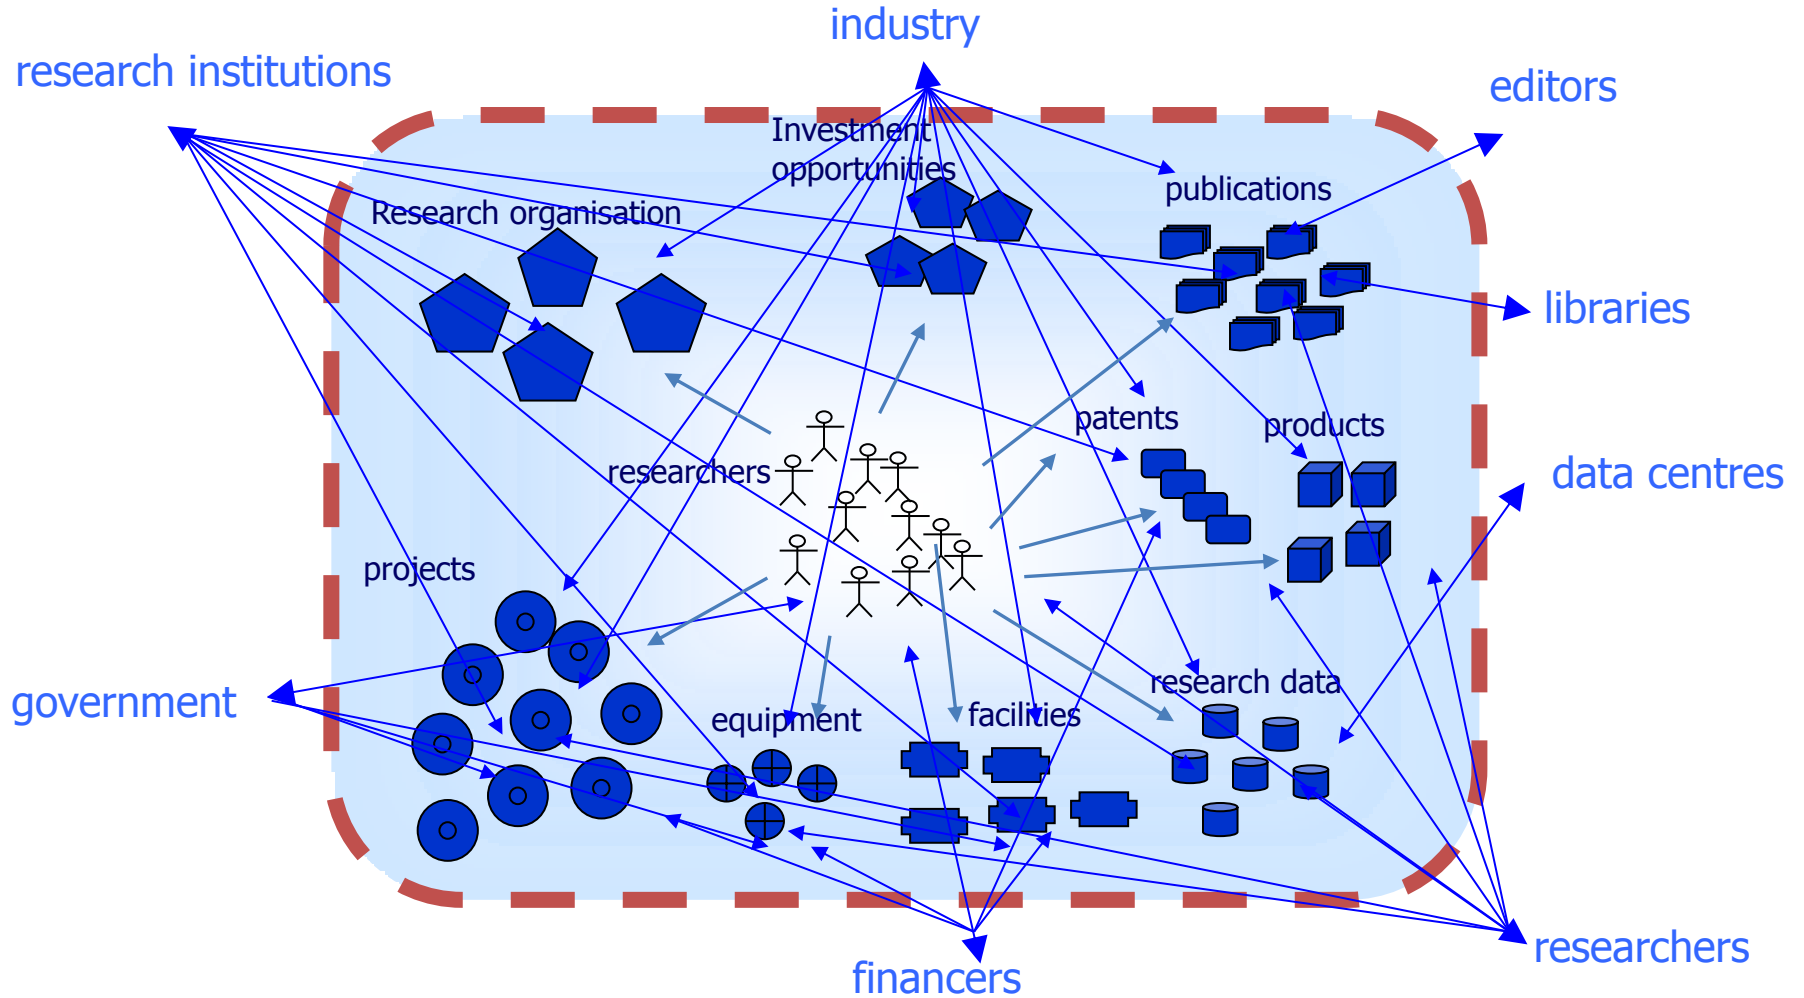 industry
research institutions
editors
Investment
opportunities
publications
Research organisation
libraries
patents
products
researchers
data centres
projects
research data
government
equipment
facilities
researchers
financers